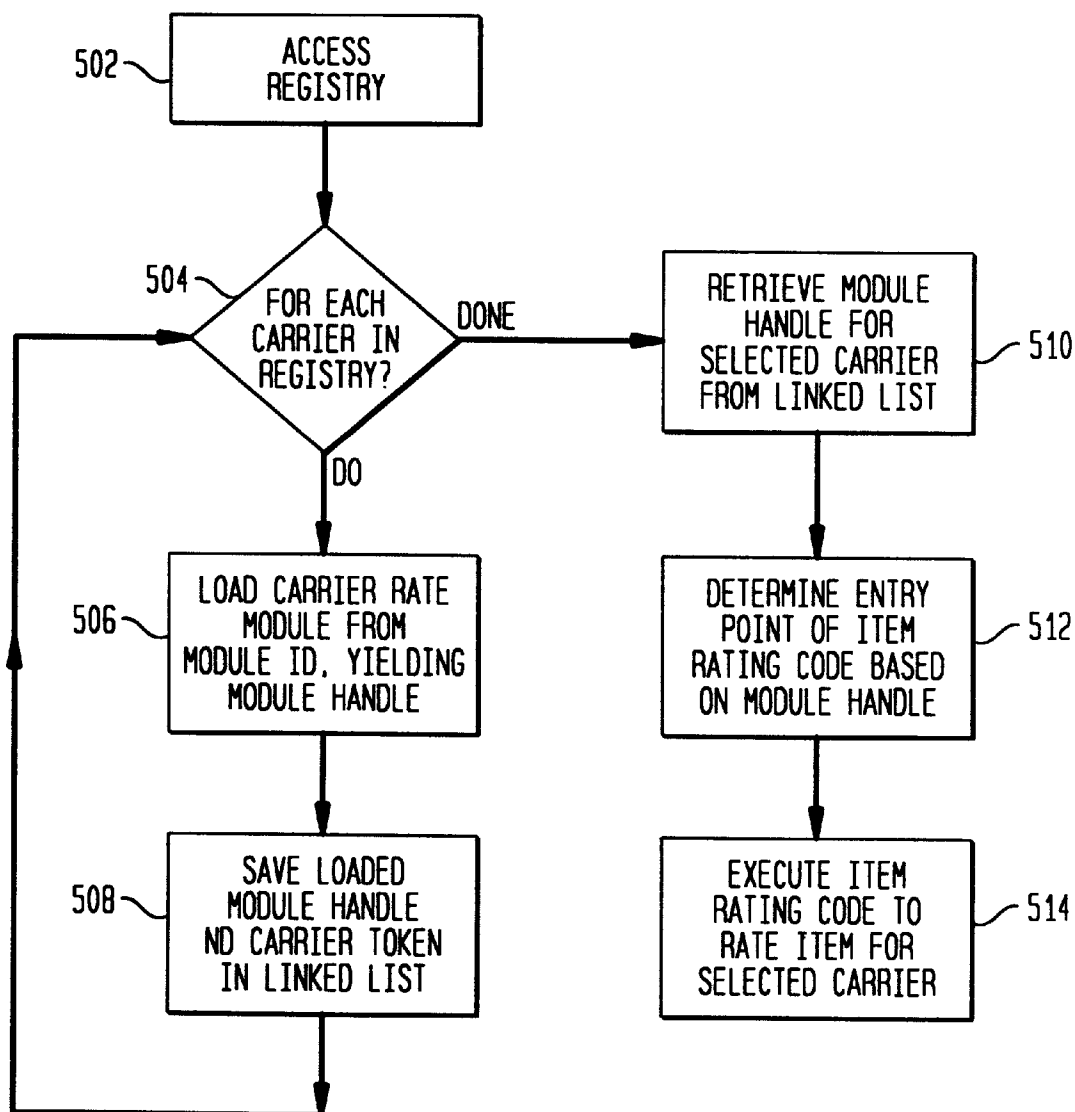 502
ACCESS
REGISTRY
504
FOR EACH
CARRIER IN
REGISTRY?
DONE
DO
506
LOAD CARRIER RATE
MODULE FROM
MODULE ID, YIELDING
MODULE HANDLE
508
SAVE LOADED
MODULE HANDLE
ND CARRIER TOKEN
IN LINKED LIST
RETRIEVE MODULE
HANDLE FOR
SELECTED CARRIER
FROM LINKED LIST
510
DETERMINE ENTRY
POINT OF ITEM
RATING CODE BASED
ON MODULE HANDLE
512
EXECUTE ITEM
RATING CODE TO
RATE ITEM FOR
SELECTED CARRIER
514